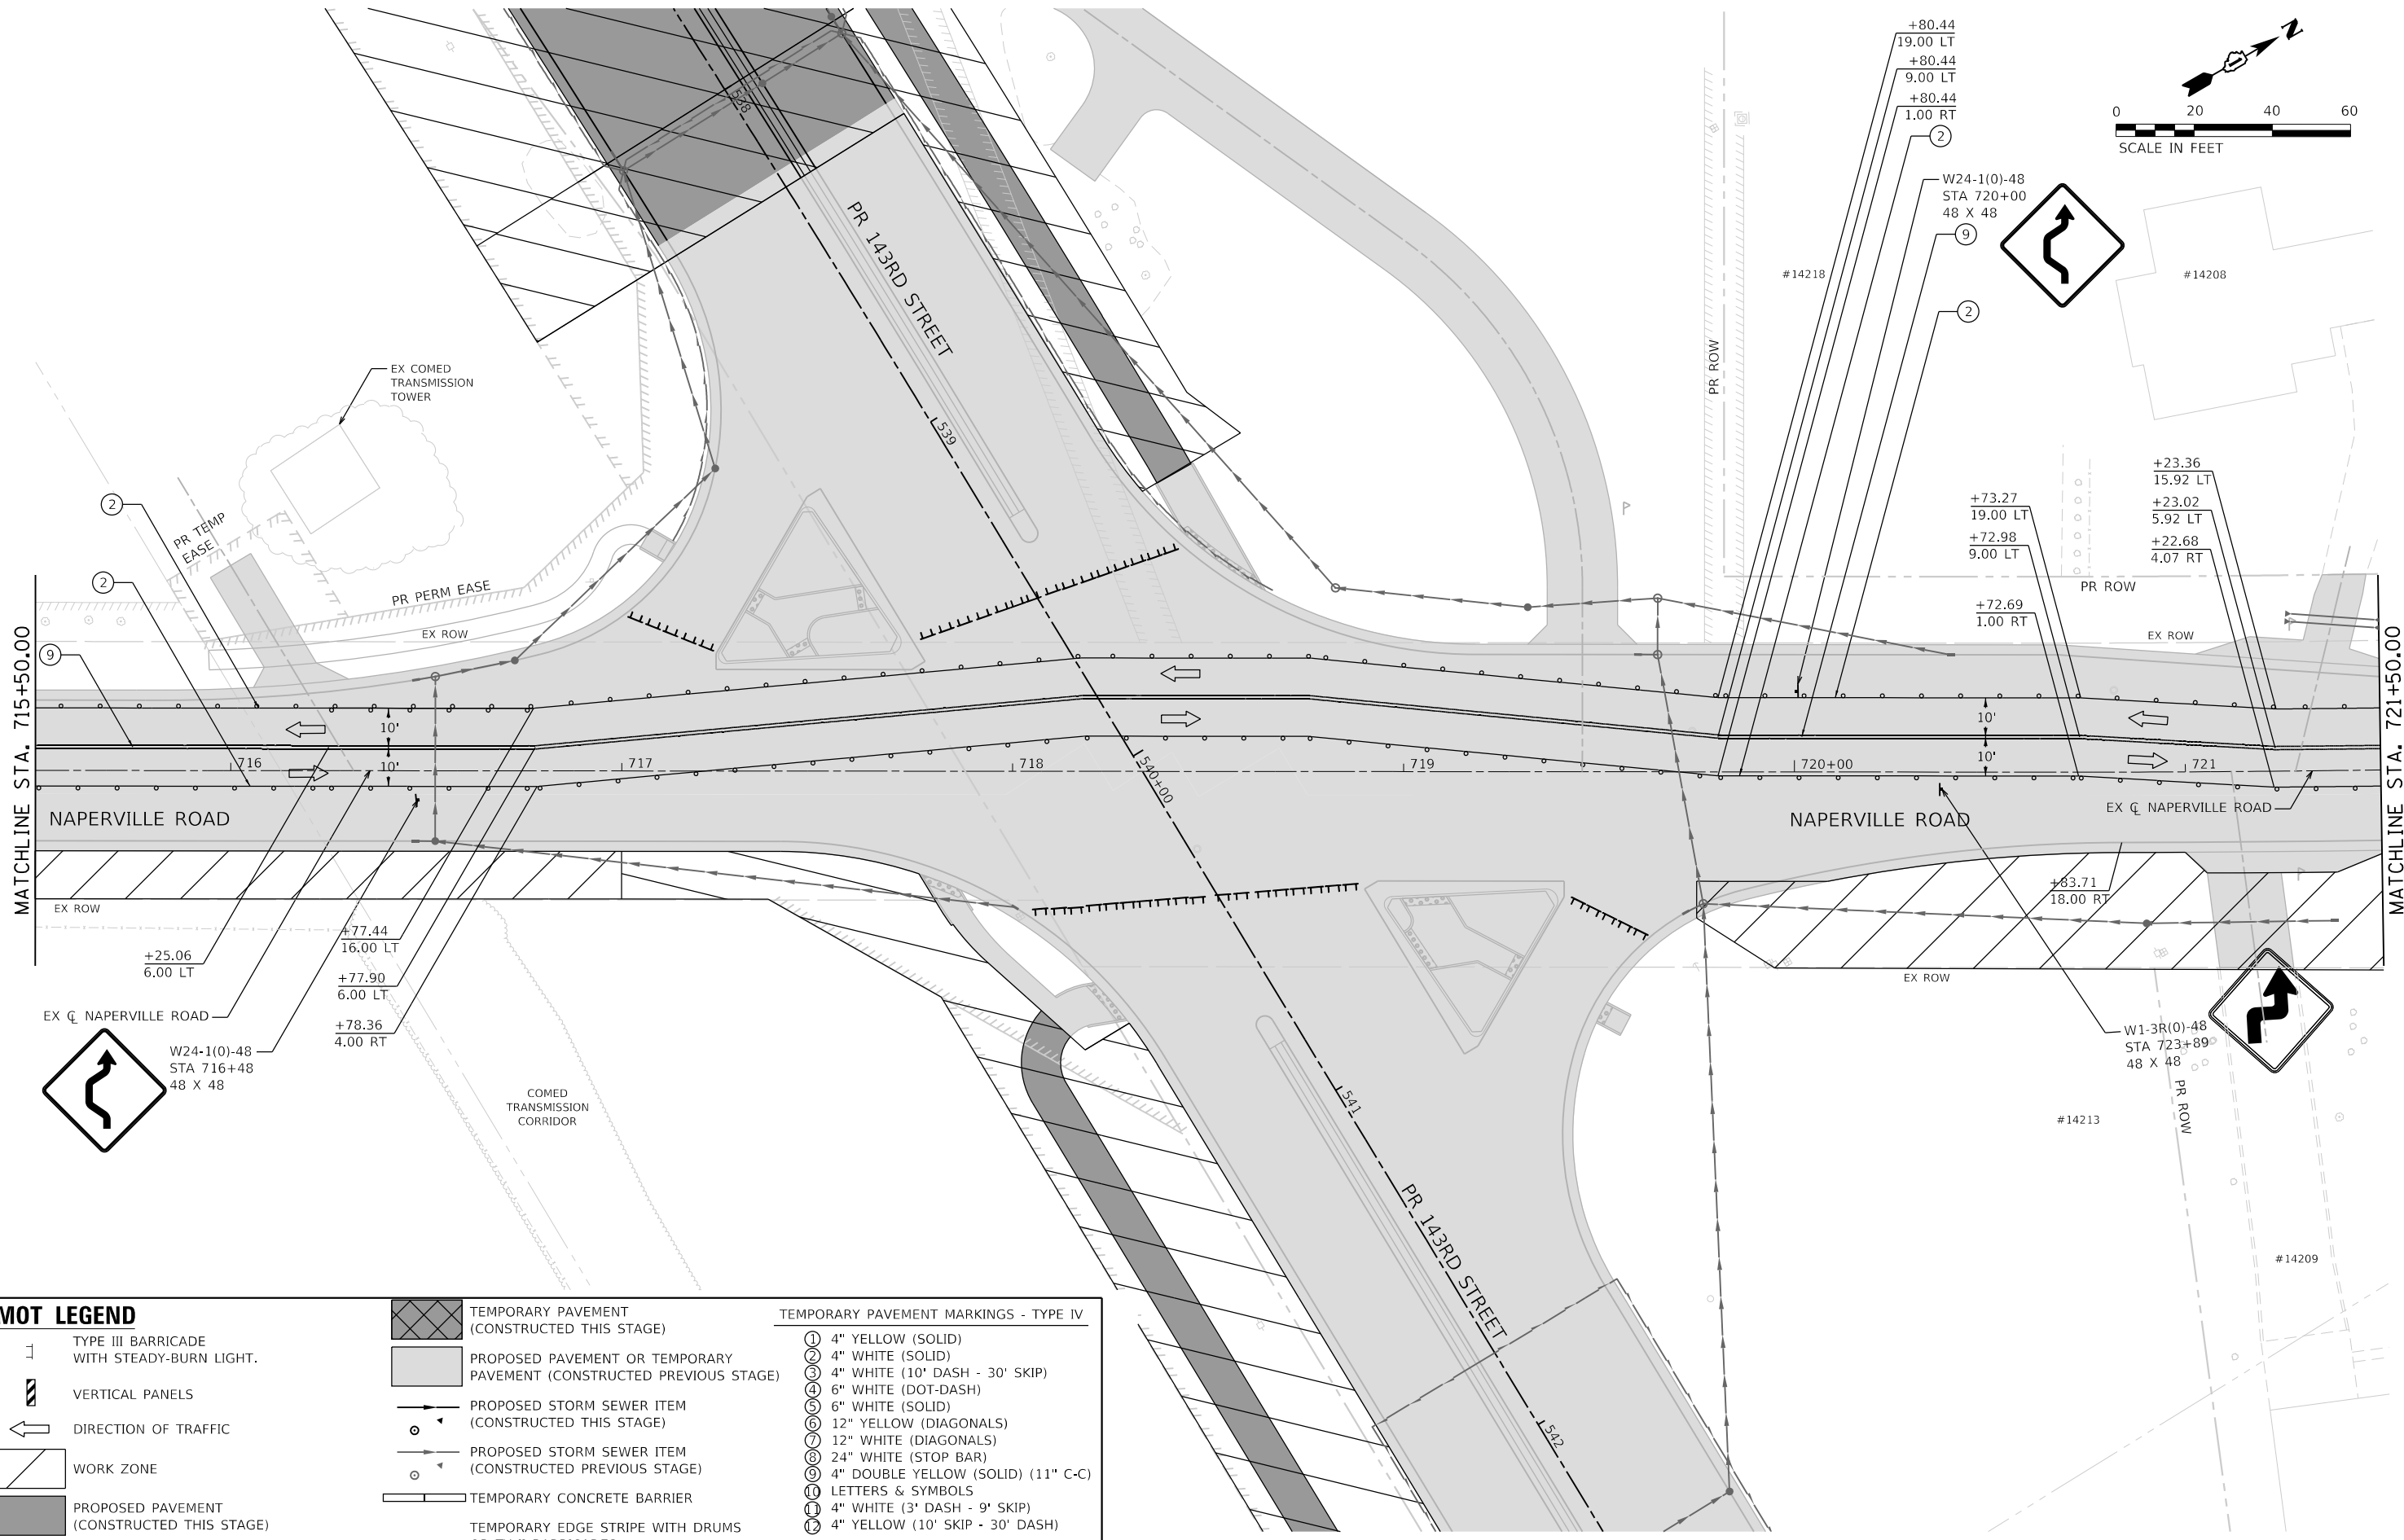 +80.44
19.00 LT
+80.44
9.00 LT
+80.44
1.00 RT
2
N
0 20 40 60
SCALE IN FEET
W24-1(0)-48
STA 720+00
48 X 48
9
2
#14218
#14208
538
PR 143RD STREET
539
PR ROW
EX COMED
TRANSMISSION
TOWER
2
PR TEMP
EASE
2
PR PERM EASE
EX ROW
9
MATCHLINE STA. 715+50.00
+23.36
15.92 LT
+23.02
5.92 LT
+22.68
4.07 RT
+73.27
19.00 LT
+72.98
9.00 LT
+72.69
1.00 RT
PR ROW
EX ROW
MATCHLINE STA. 721+50.00
10'
10'
10'
10'
716
717
718
540+00
719
720+00
721
NAPERVILLE ROAD
NAPERVILLE ROAD
EX ℄ NAPERVILLE ROAD
EX ROW
+83.71
18.00 RT
EX ROW
+25.06
6.00 LT
+77.44
16.00 LT
+77.90
6.00 LT
+78.36
4.00 RT
EX ℄ NAPERVILLE ROAD
W24-1(0)-48
STA 716+48
48 X 48
COMED
TRANSMISSION
CORRIDOR
W1-3R(0)-48
STA 723+89
48 X 48
PR ROW
#14213
#14209
541
PR 143RD STREET
542
MOT LEGEND
TYPE III BARRICADE
WITH STEADY-BURN LIGHT.
VERTICAL PANELS
DIRECTION OF TRAFFIC
WORK ZONE
PROPOSED PAVEMENT
(CONSTRUCTED THIS STAGE)
TEMPORARY PAVEMENT
(CONSTRUCTED THIS STAGE)
PROPOSED PAVEMENT OR TEMPORARY
PAVEMENT (CONSTRUCTED PREVIOUS STAGE)
PROPOSED STORM SEWER ITEM
(CONSTRUCTED THIS STAGE)
PROPOSED STORM SEWER ITEM
(CONSTRUCTED PREVIOUS STAGE)
TEMPORARY CONCRETE BARRIER
TEMPORARY EDGE STRIPE WITH DRUMS
TEMPORARY PAVEMENT MARKINGS - TYPE IV
1 4" YELLOW (SOLID)
2 4" WHITE (SOLID)
3 4" WHITE (10' DASH - 30' SKIP)
4 6" WHITE (DOT-DASH)
5 6" WHITE (SOLID)
6 12" YELLOW (DIAGONALS)
7 12" WHITE (DIAGONALS)
8 24" WHITE (STOP BAR)
9 4" DOUBLE YELLOW (SOLID) (11" C-C)
10 LETTERS & SYMBOLS
11 4" WHITE (3' DASH - 9' SKIP)
12 4" YELLOW (10' SKIP - 30' DASH)